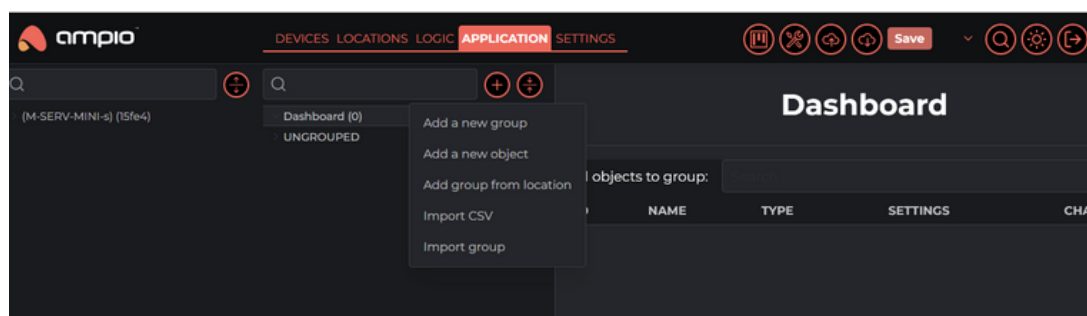 ampio
DEVICES LOCATIONS LOGIC APPLICATION SETTINGS
Save
(M-SERV-MINI-s) (15fe4)
Dashboard (0)
UNGROUPED
Add a new group
Add a new object
Add group from location
Import CSV
Import group
Dashboard
objects to group:
NAME TYPE SETTINGS CHA